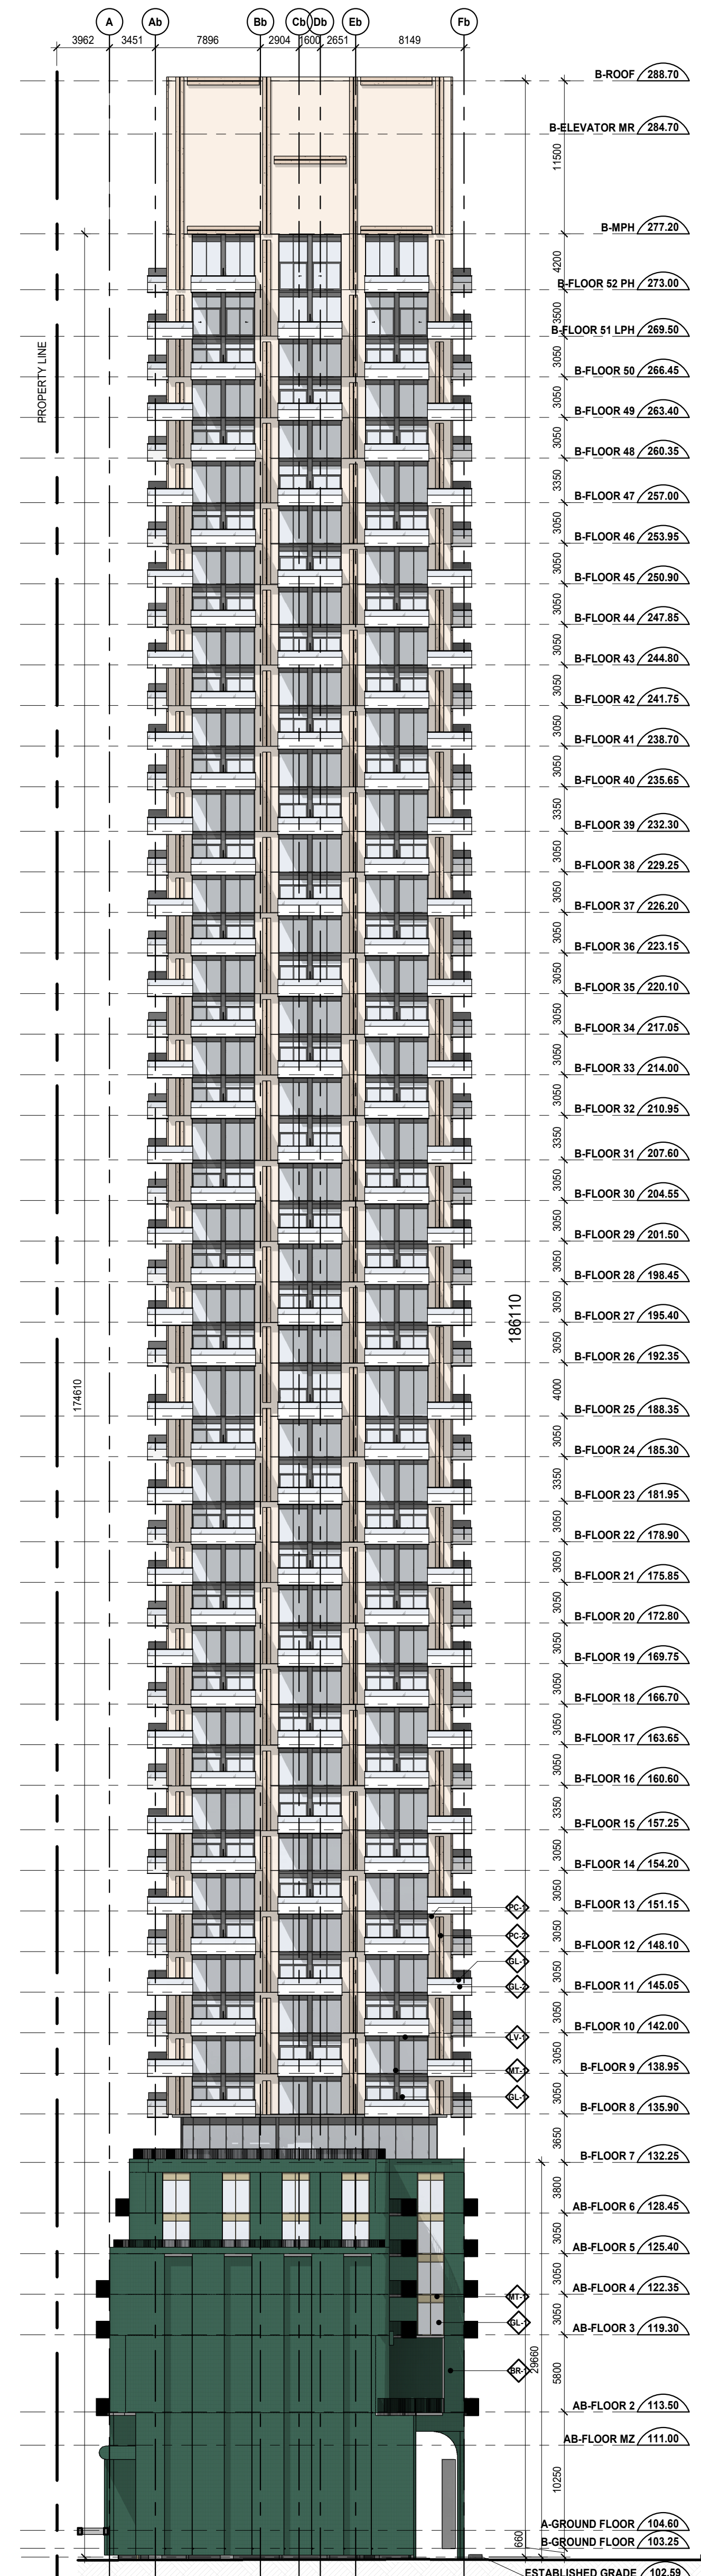 A Ab Bb Cb Db Eb Fb
3962 3451 7896 2904 1600 2651 8149
B-ROOF 288.70
B-ELEVATOR MR 284.70
11500
B-MPH 277.20
4200
B-FLOOR 52 PH 273.00
3500
B-FLOOR 51 LPH 269.50
PROPERTY LINE
3050
B-FLOOR 50 266.45
3050
B-FLOOR 49 263.40
3050
B-FLOOR 48 260.35
3350
B-FLOOR 47 257.00
3050
B-FLOOR 46 253.95
3050
B-FLOOR 45 250.90
3050
B-FLOOR 44 247.85
3050
B-FLOOR 43 244.80
3050
B-FLOOR 42 241.75
3050
B-FLOOR 41 238.70
3050
B-FLOOR 40 235.65
3350
B-FLOOR 39 232.30
3050
B-FLOOR 38 229.25
3050
B-FLOOR 37 226.20
3050
B-FLOOR 36 223.15
3050
B-FLOOR 35 220.10
3050
B-FLOOR 34 217.05
3050
B-FLOOR 33 214.00
3050
B-FLOOR 32 210.95
3350
B-FLOOR 31 207.60
3050
B-FLOOR 30 204.55
3050
B-FLOOR 29 201.50
3050
B-FLOOR 28 198.45
3050
B-FLOOR 27 195.40
186110
3050
B-FLOOR 26 192.35
174610
4000
B-FLOOR 25 188.35
3050
B-FLOOR 24 185.30
3350
B-FLOOR 23 181.95
3050
B-FLOOR 22 178.90
3050
B-FLOOR 21 175.85
3050
B-FLOOR 20 172.80
3050
B-FLOOR 19 169.75
3050
B-FLOOR 18 166.70
3050
B-FLOOR 17 163.65
3050
B-FLOOR 16 160.60
3350
B-FLOOR 15 157.25
3050
B-FLOOR 14 154.20
3050
B-FLOOR 13 151.15
PC-1
3050
PC-2
B-FLOOR 12 148.10
GL-1
3050
B-FLOOR 11 145.05
GL-2
3050
B-FLOOR 10 142.00
LV-1
3050
B-FLOOR 9 138.95
MT-1
3050
GL-1
B-FLOOR 8 135.90
3650
B-FLOOR 7 132.25
3800
AB-FLOOR 6 128.45
3050
AB-FLOOR 5 125.40
3050
AB-FLOOR 4 122.35
MT-1
3050
GL-1
AB-FLOOR 3 119.30
29660
5800
BR-1
AB-FLOOR 2 113.50
AB-FLOOR MZ 111.00
10250
A-GROUND FLOOR 104.60
660
B-GROUND FLOOR 103.25
ESTABLISHED GRADE 102.59